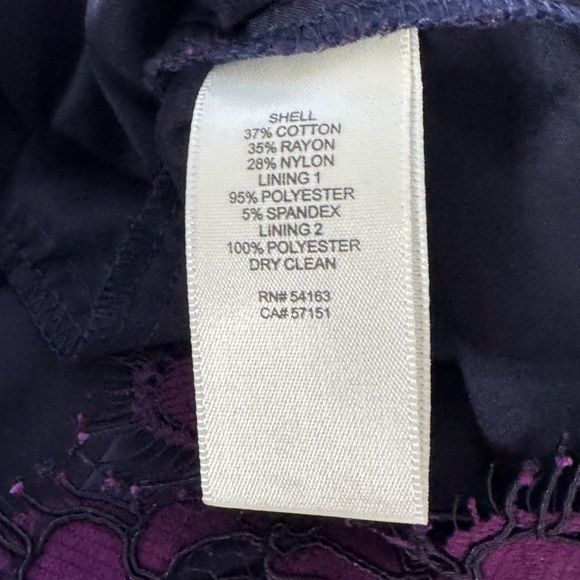 SHELL
37% COTTON
35% RAYON
28% NYLON
LINING 1
95% POLYESTER
5% SPANDEX
LINING 2
100% POLYESTER
DRY CLEAN
RN# 54163
CA# 57151